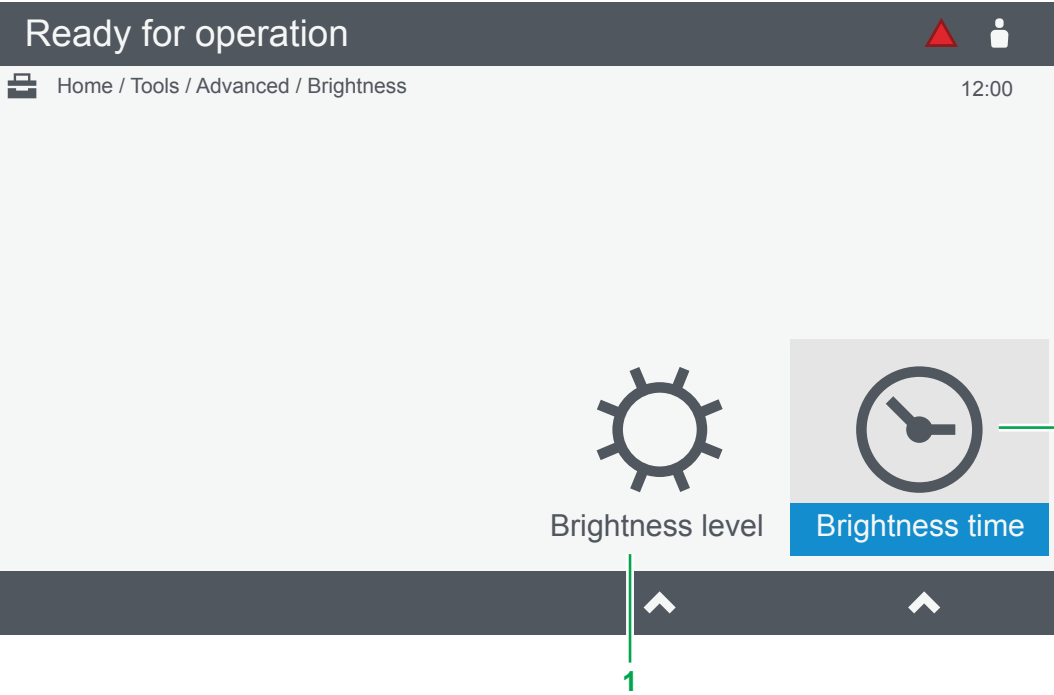 Ready for operation
Home / Tools / Advanced / Brightness
12:00
Brightness level
Brightness time
1